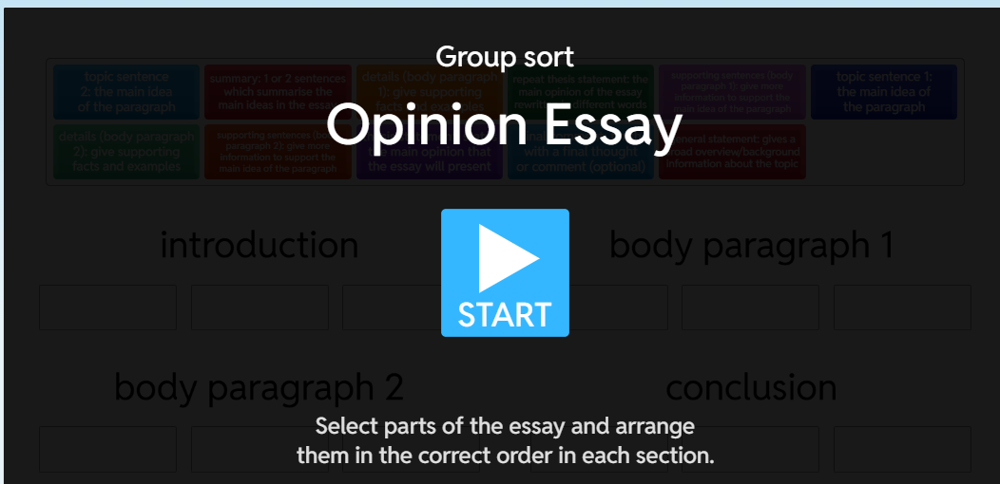 Group sort
Opinion Essay
topic sentence
2: the main idea
of the paragraph
summary: 1 or 2 sentences
which summarise the
main ideas in the essay
details (body paragraph
1): give supporting
facts and examples
repeat thesis statement: the
main opinion of the essay
different words
supporting sentences (body
paragraph 1): give more
information to support the
main idea of the paragraph
topic sentence 1:
the main idea of
the paragraph
details (body paragraph
2): give supporting
facts and examples
supporting sentences (body
paragraph 2): give more
information to support the
main idea of the paragraph
the main opinion that
the essay will present
with a final thought
or comment (optional)
general statement: gives a
broad overview/background
information about the topic
introduction
body paragraph 1
START
body paragraph 2
conclusion
Select parts of the essay and arrange
them in the correct order in each section.